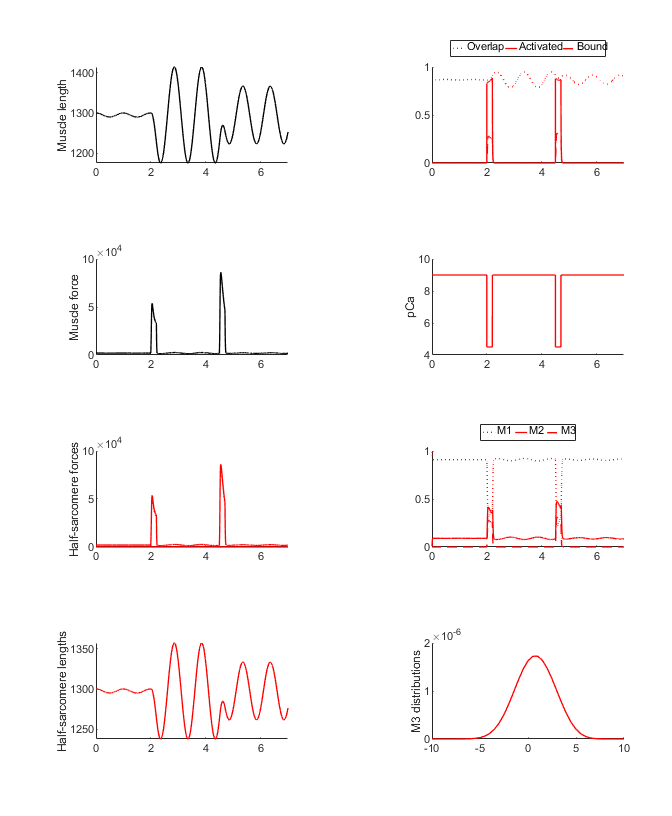 Muscle length
1400
1300
1200
0 2 4 6
Overlap Activated Bound
1
0.5
0
0 2 4 6
Muscle force
×10^4
10
5
0
0 2 4 6
pCa
10
8
6
4
0 2 4 6
Half-sarcomere forces
×10^4
10
5
0
0 2 4 6
M1 M2 M3
1
0.5
0
0 2 4 6
Half-sarcomere lengths
1350
1300
1250
0 2 4 6
M3 distributions
×10^-6
2
1
0
-10 -5 0 5 10